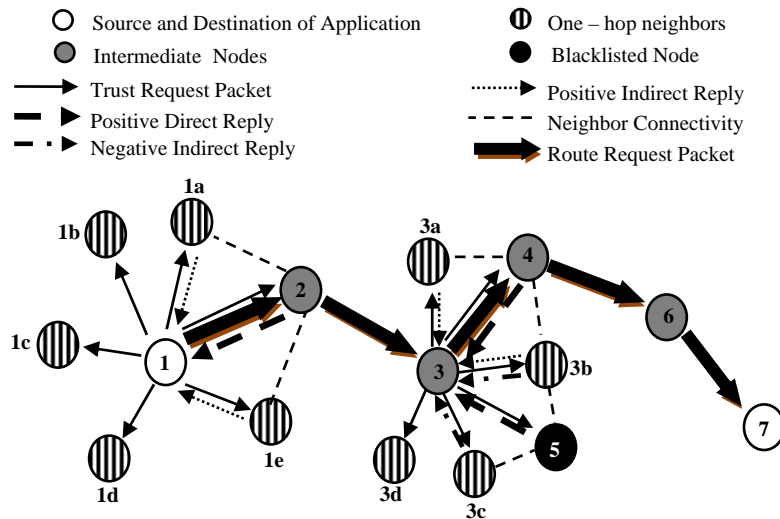 Source and Destination of Application
Intermediate Nodes
Trust Request Packet
Positive Direct Reply
Negative Indirect Reply
One – hop neighbors
Blacklisted Node
Positive Indirect Reply
Neighbor Connectivity
Route Request Packet
1a
1b
3a
4
2
6
1c
1
3
3b
7
1e
5
1d
3d
3c